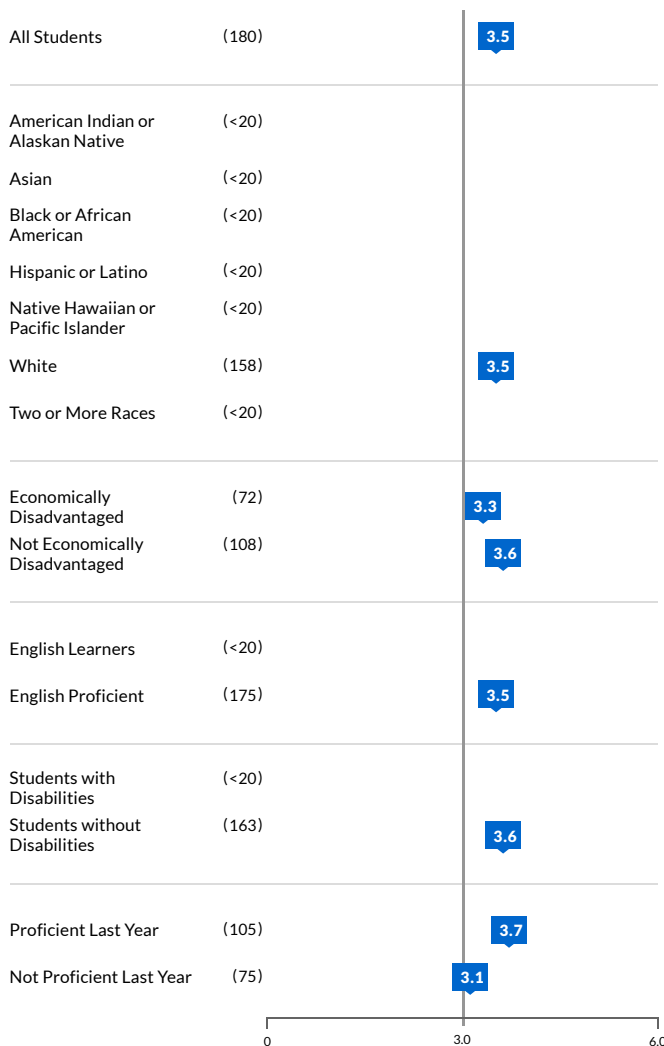 All Students (180) 3.5
American Indian or (<20)
Alaskan Native
Asian (<20)
Black or African (<20)
American
Hispanic or Latino (<20)
Native Hawaiian or (<20)
Pacific Islander
White (158) 3.5
Two or More Races (<20)
Economically (72) 3.3
Disadvantaged
Not Economically (108) 3.6
Disadvantaged
English Learners (<20)
English Proficient (175) 3.5
Students with (<20)
Disabilities
Students without (163) 3.6
Disabilities
Proficient Last Year (105) 3.7
Not Proficient Last Year (75) 3.1
0 3.0 6.0